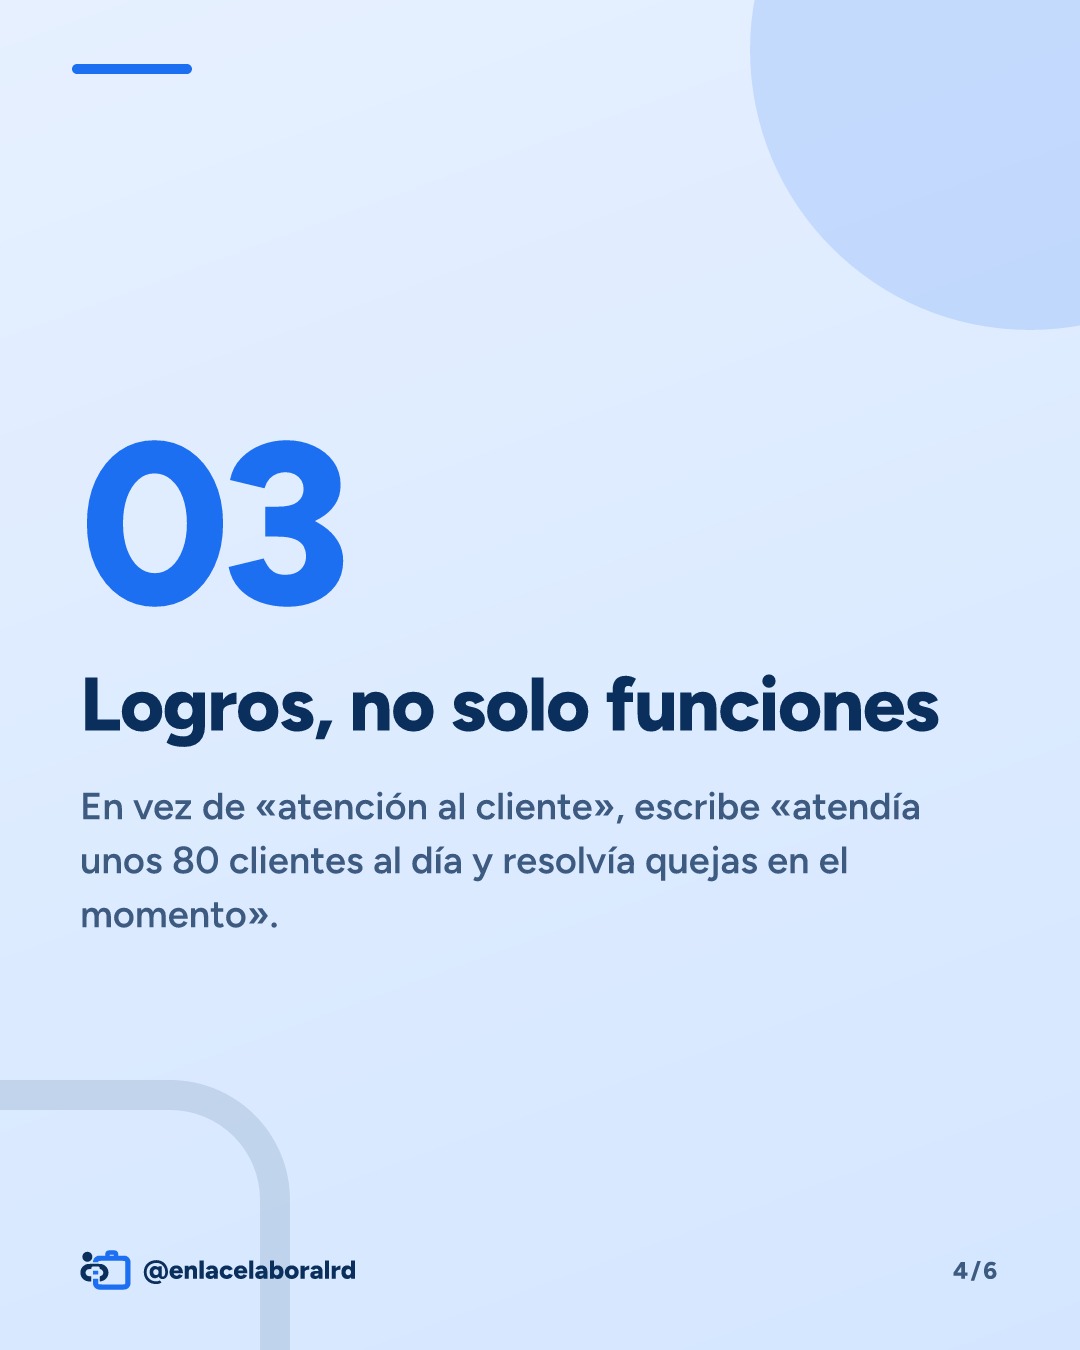 03
Logros, no solo funciones
En vez de «atención al cliente», escribe «atendía
unos 80 clientes al día y resolvía quejas en el
momento».
@enlacelaboralrd
4/6